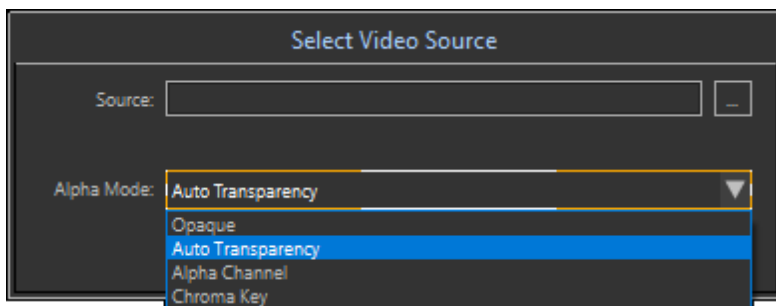 Select Video Source
Source:
...
Alpha Mode: Auto Transparency
Opaque
Auto Transparency
Alpha Channel
Chroma Key